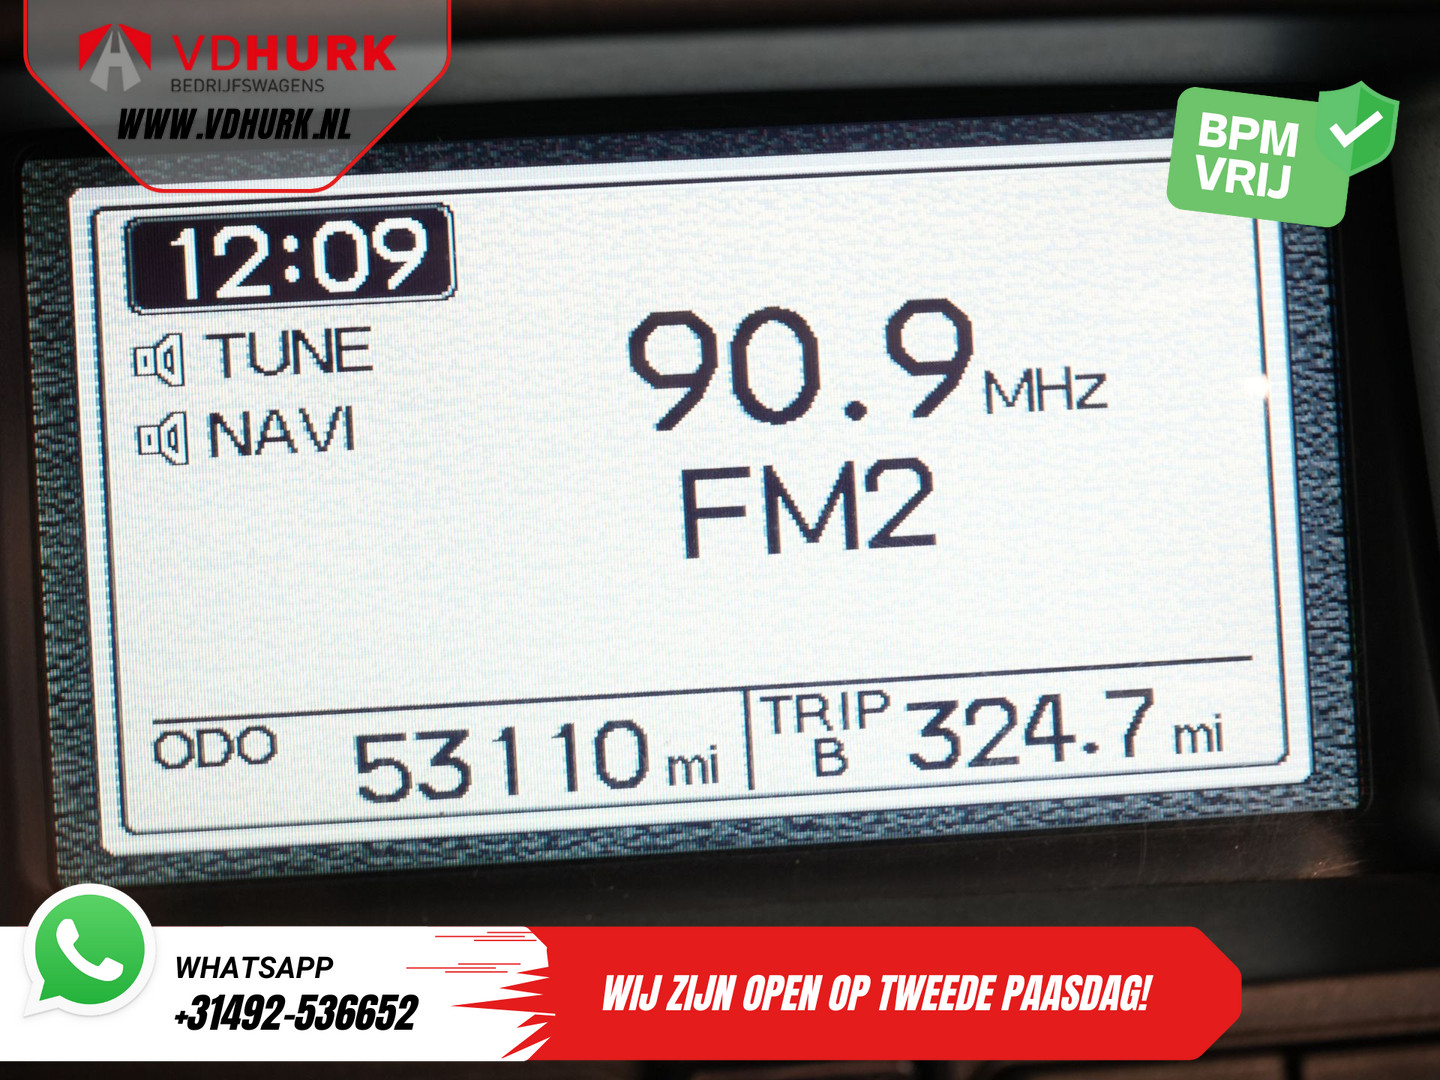 VDHURK
BEDRIJFSWAGENS
WWW.VDHURK.NL
BPM
VRIJ
12:09
TUNE
NAVI
90.9 MHz
FM2
ODO 53110 mi
TRIP B 324.7 mi
WHATSAPP
+31492-536652
WIJ ZIJN OPEN OP TWEEDE PAASDAG!